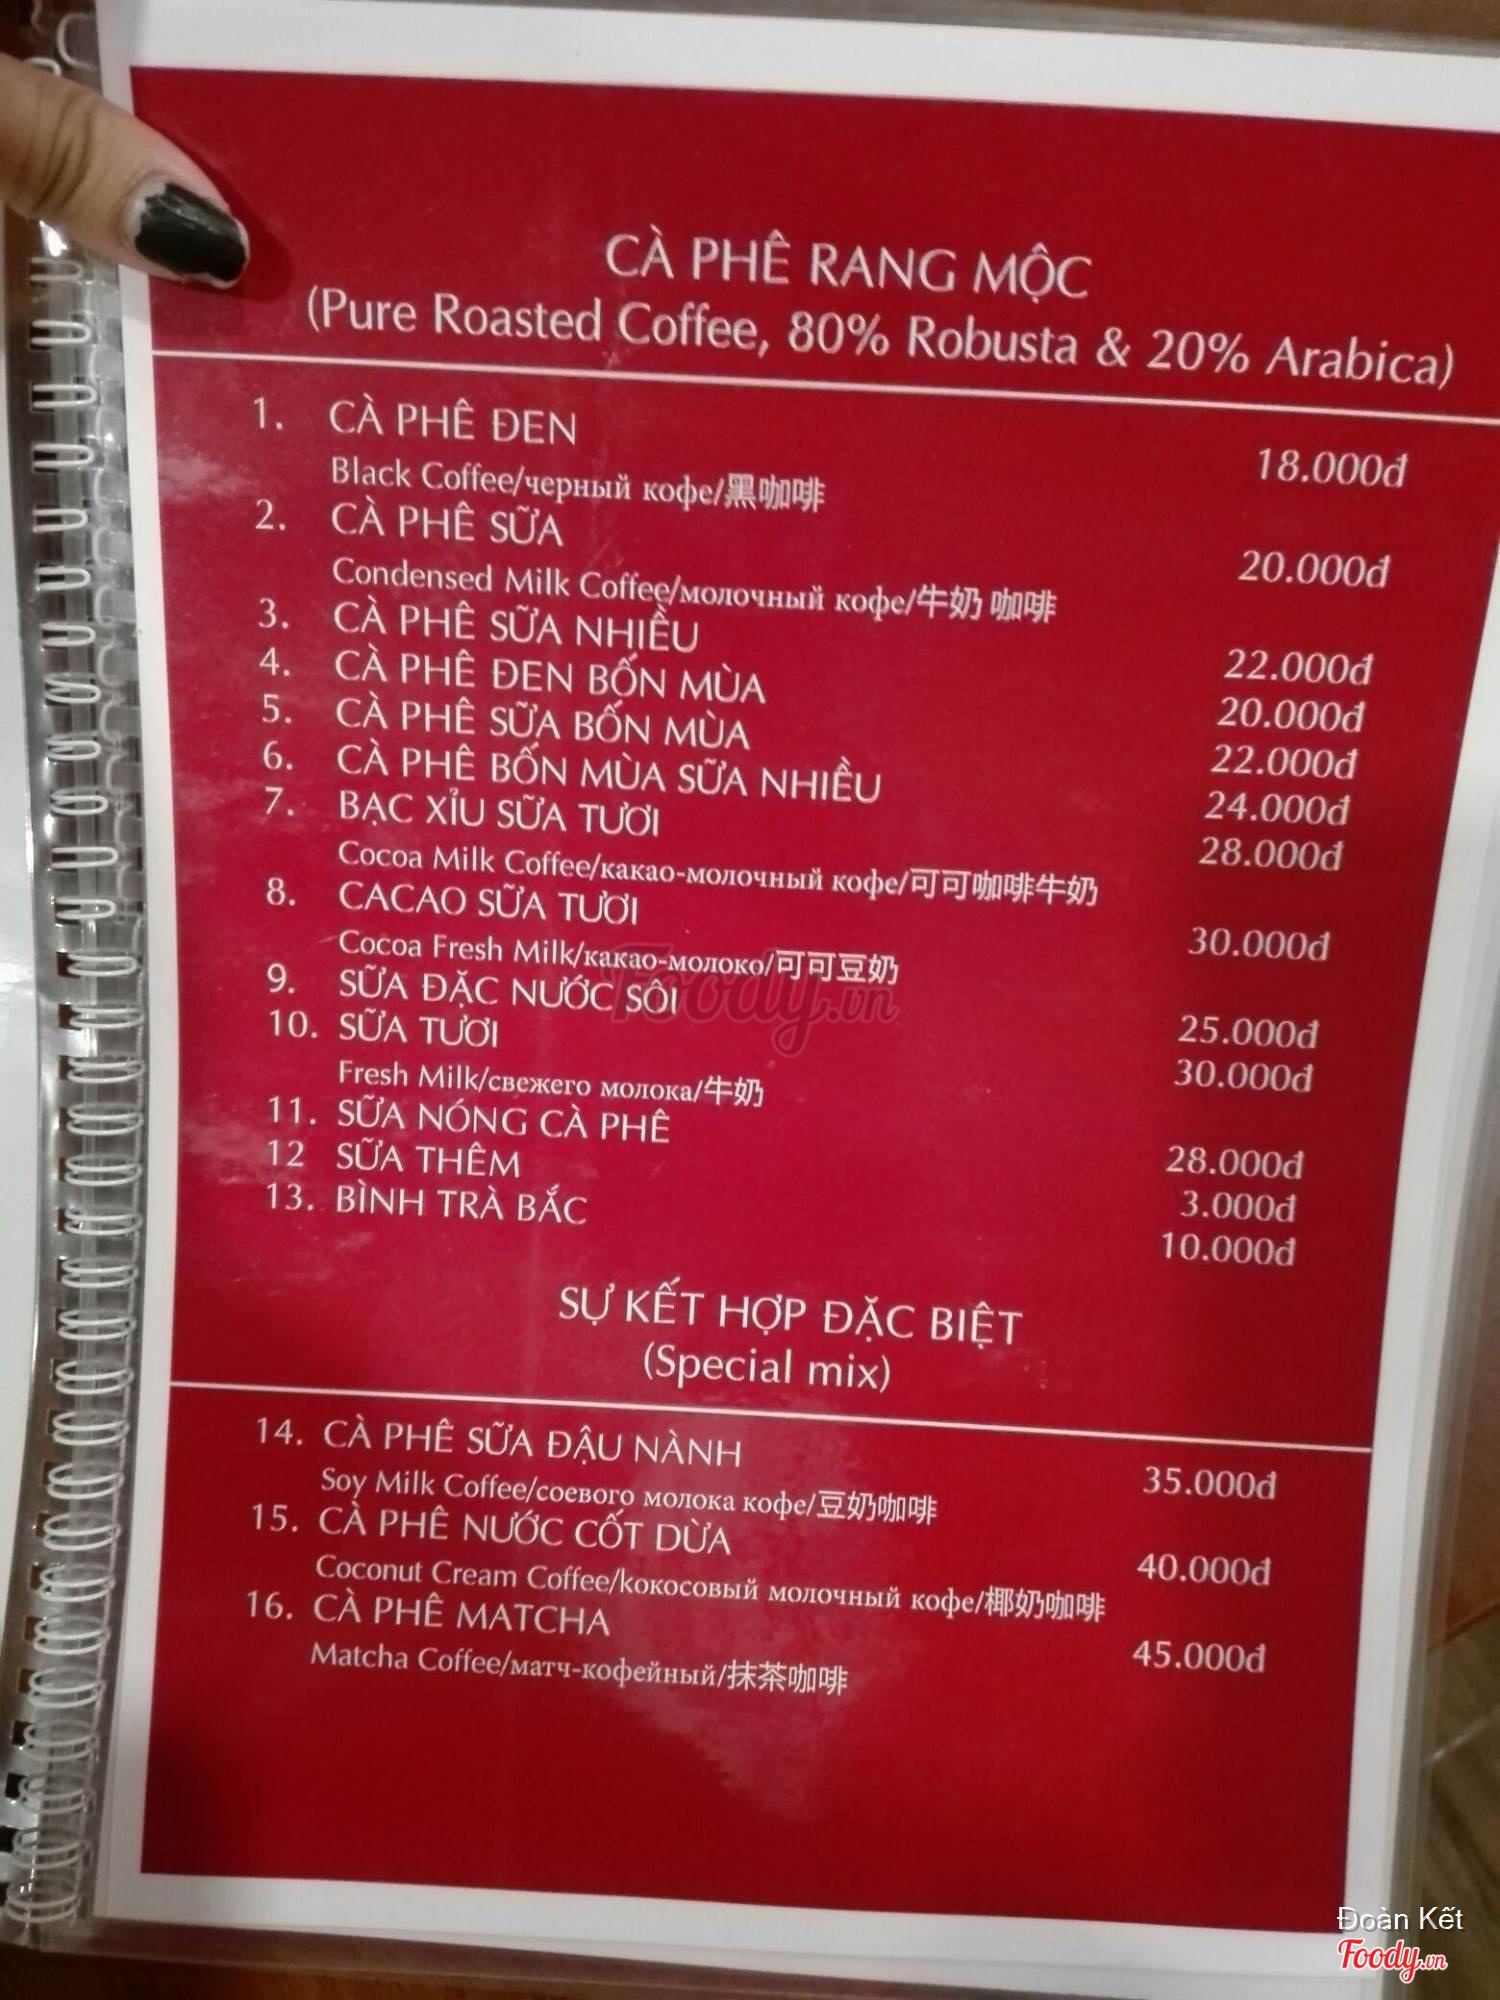 CÀ PHÊ RANG MỘC
(Pure Roasted Coffee, 80% Robusta & 20% Arabica)
1. CÀ PHÊ ĐEN 18.000đ
Black Coffee/черный кофе/黑咖啡
2. CÀ PHÊ SỮA 20.000đ
Condensed Milk Coffee/молочный кофе/牛奶 咖啡
3. CÀ PHÊ SỮA NHIỀU 22.000đ
4. CÀ PHÊ ĐEN BỐN MÙA 20.000đ
5. CÀ PHÊ SỮA BỐN MÙA 22.000đ
6. CÀ PHÊ BỐN MÙA SỮA NHIỀU 24.000đ
7. BẠC XỈU SỮA TƯƠI 28.000đ
Cocoa Milk Coffee/какао-молочный кофе/可可咖啡牛奶
8. CACAO SỮA TƯƠI 30.000đ
Cocoa Fresh Milk/какао-молоко/可可豆奶
9. SỮA ĐẶC NƯỚC SÔI 25.000đ
10. SỮA TƯƠI 30.000đ
Fresh Milk/свежего молока/牛奶
11. SỮA NÓNG CÀ PHÊ 28.000đ
12 SỮA THÊM 3.000đ
13. BÌNH TRÀ BẮC 10.000đ
SỰ KẾT HỢP ĐẶC BIỆT
(Special mix)
14. CÀ PHÊ SỮA ĐẬU NÀNH 35.000đ
Soy Milk Coffee/соевого молока кофе/豆奶咖啡
15. CÀ PHÊ NƯỚC CỐT DỪA 40.000đ
Coconut Cream Coffee/кокосовый молочный кофе/椰奶咖啡
16. CÀ PHÊ MATCHA 45.000đ
Matcha Coffee/матч-кофейный/抹茶咖啡
Foody.vn
Đoàn Kết
Foody.vn